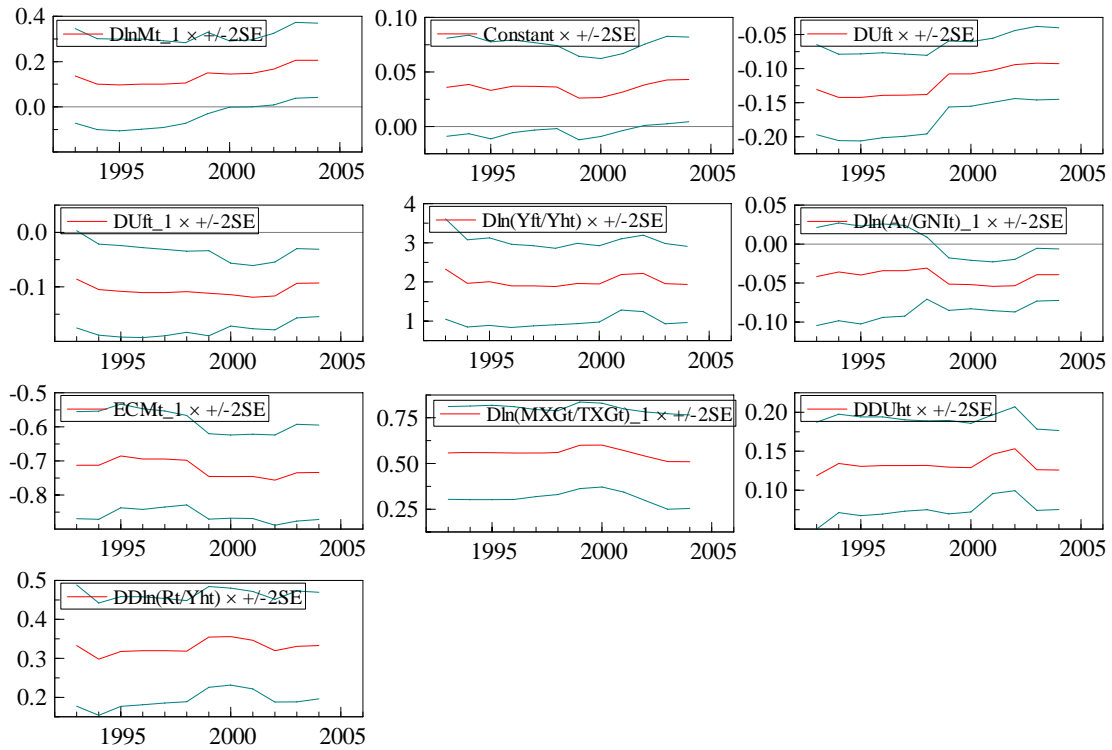 DlnMt_1 × +/-2SE
0.4
0.2
0.0
1995 2000 2005
Constant × +/-2SE
0.10
0.05
0.00
1995 2000 2005
DUft × +/-2SE
-0.05
-0.10
-0.15
-0.20
1995 2000 2005
DUft_1 × +/-2SE
0.0
-0.1
1995 2000 2005
Dln(Yft/Yht) × +/-2SE
4
3
2
1
1995 2000 2005
Dln(At/GNIt)_1 × +/-2SE
0.05
0.00
-0.05
-0.10
1995 2000 2005
ECMt_1 × +/-2SE
-0.5
-0.6
-0.7
-0.8
1995 2000 2005
Dln(MXGt/TXGt)_1 × +/-2SE
0.75
0.50
0.25
1995 2000 2005
DDUht × +/-2SE
0.20
0.15
0.10
1995 2000 2005
DDln(Rt/Yht) × +/-2SE
0.5
0.4
0.3
0.2
1995 2000 2005